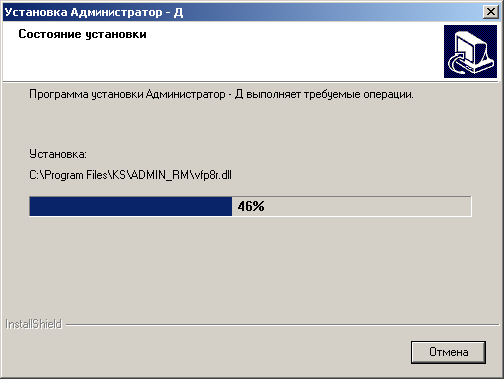 Установка Администратор - Д
Состояние установки
Программа установки Администратор - Д выполняет требуемые операции.
Установка:
C:\Program Files\KS\ADMIN_RM\vfp8r.dll
46%
InstallShield
Отмена